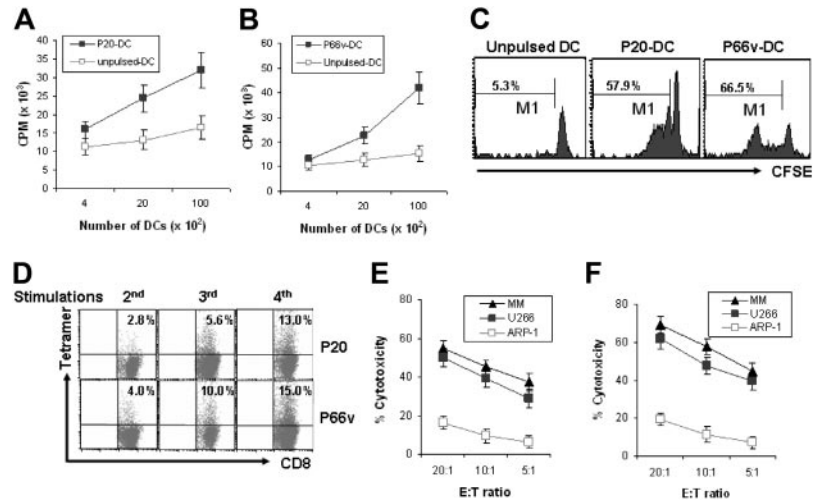 A
P20-DC
unpulsed-DC
CPM (x 10³)
40
35
30
25
20
15
10
5
0
4 20 100
Number of DCs (x 10²)
B
P66v-DC
Unpulsed-DC
CPM (x 10³)
60
50
40
30
20
10
0
4 20 100
Number of DCs (x 10²)
C
Unpulsed DC P20-DC P66v-DC
5.3% 57.9% 66.5%
M1 M1 M1
CFSE
D
Stimulations 2nd 3rd 4th
Tetramer
2.8% 5.6% 13.0%
P20
4.0% 10.0% 15.0%
P66v
CD8
E
MM
U266
ARP-1
% Cytotoxicity
80
60
40
20
0
20:1 10:1 5:1
E:T ratio
F
MM
U266
ARP-1
% Cytotoxicity
80
60
40
20
0
20:1 10:1 5:1
E:T ratio